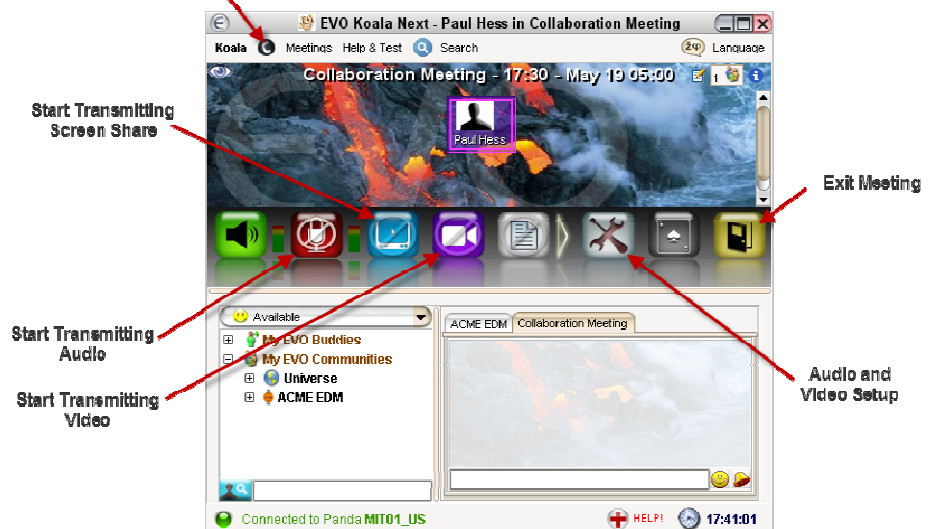 EVO Koala Next - Paul Hess in Collaboration Meeting
Koala Meetings Help & Test Search Language
Collaboration Meeting - 17:30 - May 19 05:00
1
Paul Hess
Start Transmitting
Screen Share
Exit Meeting
Start Transmitting
Audio
Start Transmitting
Video
Audio and
Video Setup
Available
My EVO Buddies
My EVO Communities
Universe
ACME EDM
ACME EDM
Collaboration Meeting
Connected to Panda MIT01_US
HELP!
17:41:01